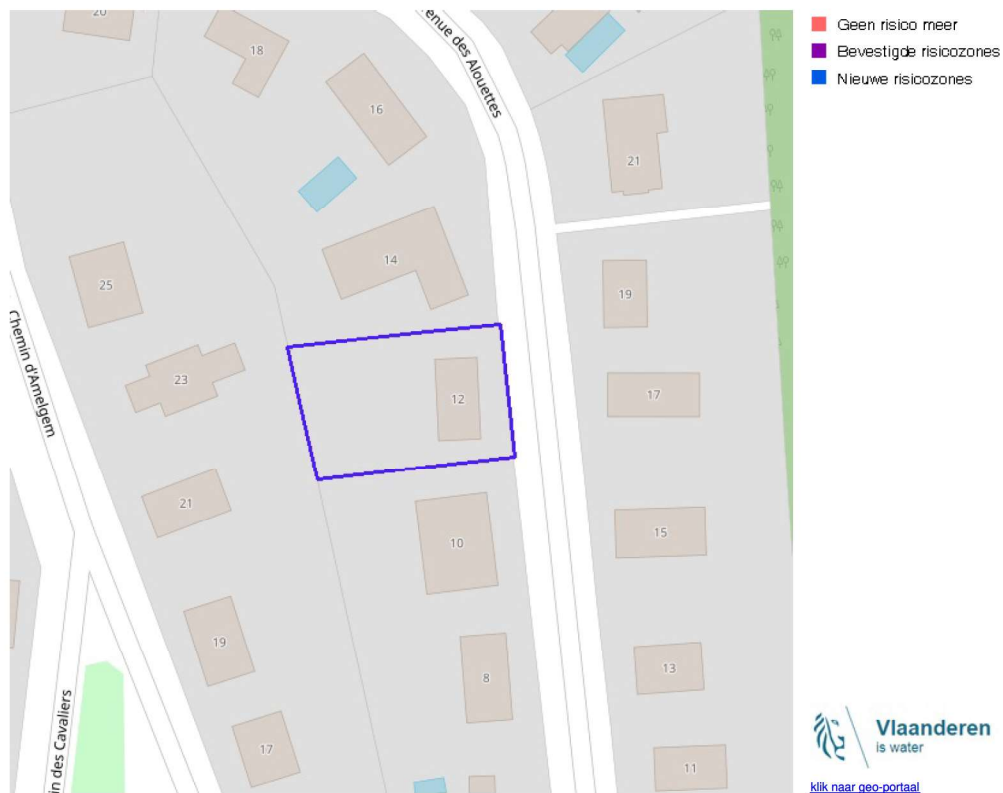 20
18
enue des Alouettes
16
21
14
25
19
Chemin d'Amelgem
23
17
12
21
15
10
19
13
8
in des Cavaliers
17
11
Geen risico meer
Bevestigde risicozones
Nieuwe risicozones
Vlaanderen
is water
klik naar geo-portaal